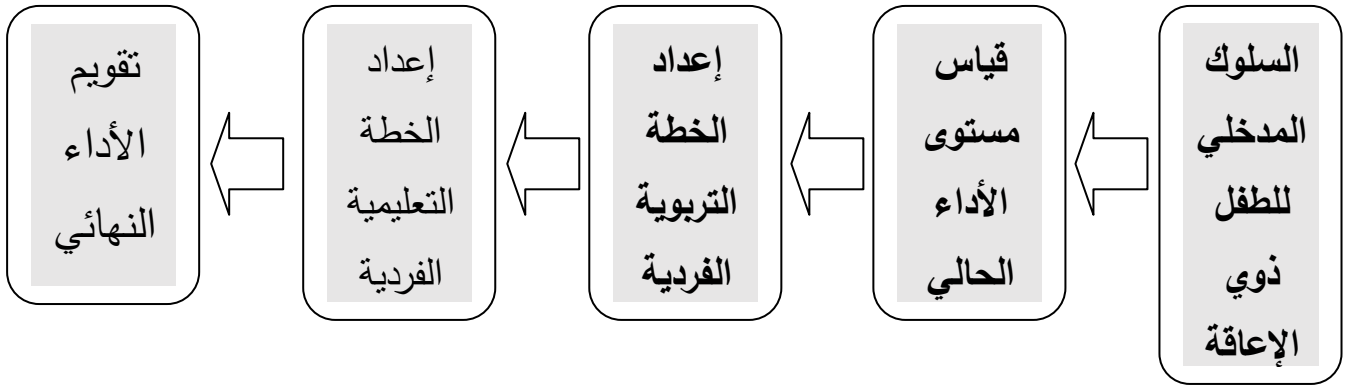 السلوك
المدخلي
للطفل
ذوي
الإعاقة
قياس
مستوى
الأداء
الحالي
إعداد
الخطة
التربوية
الفردية
إعداد
الخطة
التعليمية
الفردية
تقويم
الأداء
النهائي